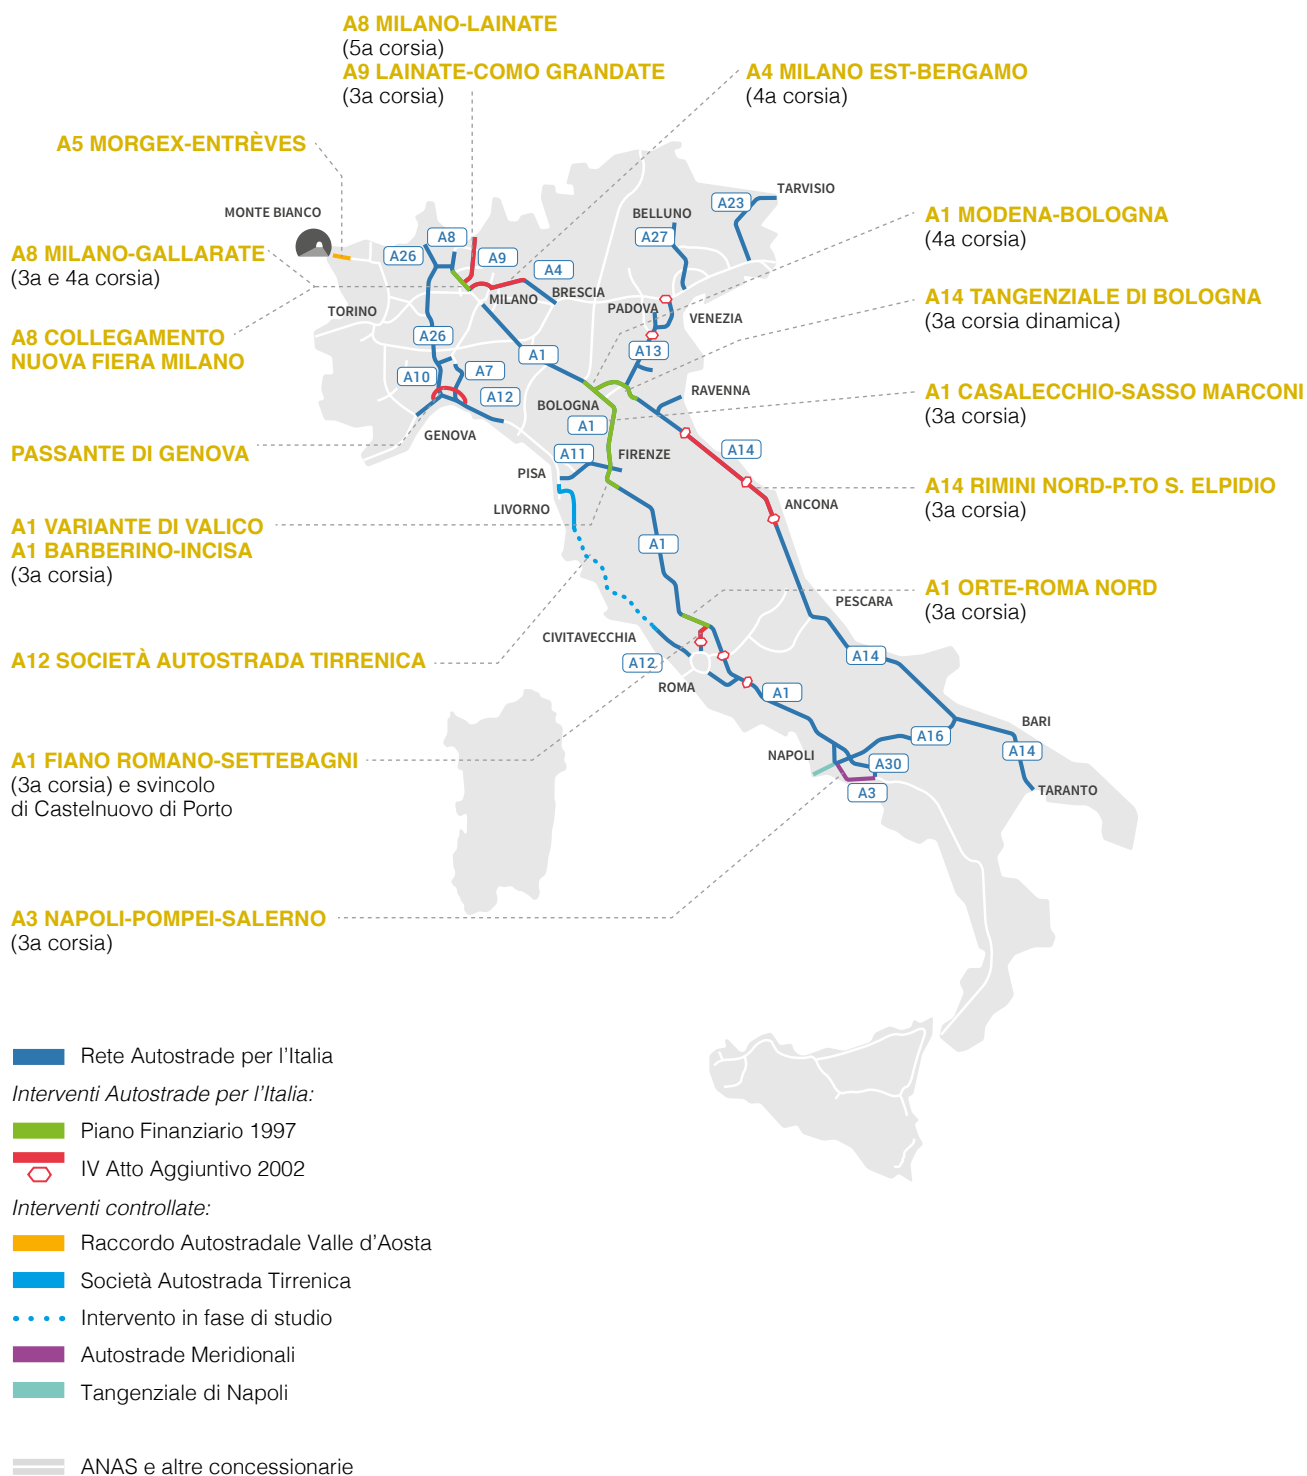 A8 MILANO-LAINATE
(5a corsia)
A9 LAINATE-COMO GRANDATE
(3a corsia)
A4 MILANO EST-BERGAMO
(4a corsia)
A5 MORGEX-ENTRÈVES
MONTE BIANCO
A8 MILANO-GALLARATE
(3a e 4a corsia)
A8 COLLEGAMENTO
NUOVA FIERA MILANO
PASSANTE DI GENOVA
A1 VARIANTE DI VALICO
A1 BARBERINO-INCISA
(3a corsia)
A12 SOCIETÀ AUTOSTRADA TIRRENICA
A1 FIANO ROMANO-SETTEBAGNI
(3a corsia) e svincolo
di Castelnuovo di Porto
A3 NAPOLI-POMPEI-SALERNO
(3a corsia)
A1 MODENA-BOLOGNA
(4a corsia)
A14 TANGENZIALE DI BOLOGNA
(3a corsia dinamica)
A1 CASALECCHIO-SASSO MARCONI
(3a corsia)
A14 RIMINI NORD-P.TO S. ELPIDIO
(3a corsia)
A1 ORTE-ROMA NORD
(3a corsia)
TARVISIO
A23
BELLUNO
A27
A8
A26
A9
A4
BRESCIA
MILANO
PADOVA
VENEZIA
TORINO
A26
A1
A13
A7
A10
A12
RAVENNA
BOLOGNA
A1
GENOVA
A14
FIRENZE
A11
PISA
LIVORNO
ANCONA
A1
PESCARA
CIVITAVECCHIA
A12
A14
ROMA
A1
BARI
A16
A14
NAPOLI
A30
A3
TARANTO
Rete Autostrade per l'Italia
Interventi Autostrade per l'Italia:
Piano Finanziario 1997
IV Atto Aggiuntivo 2002
Interventi controllate:
Raccordo Autostradale Valle d'Aosta
Società Autostrada Tirrenica
Intervento in fase di studio
Autostrade Meridionali
Tangenziale di Napoli
ANAS e altre concessionarie